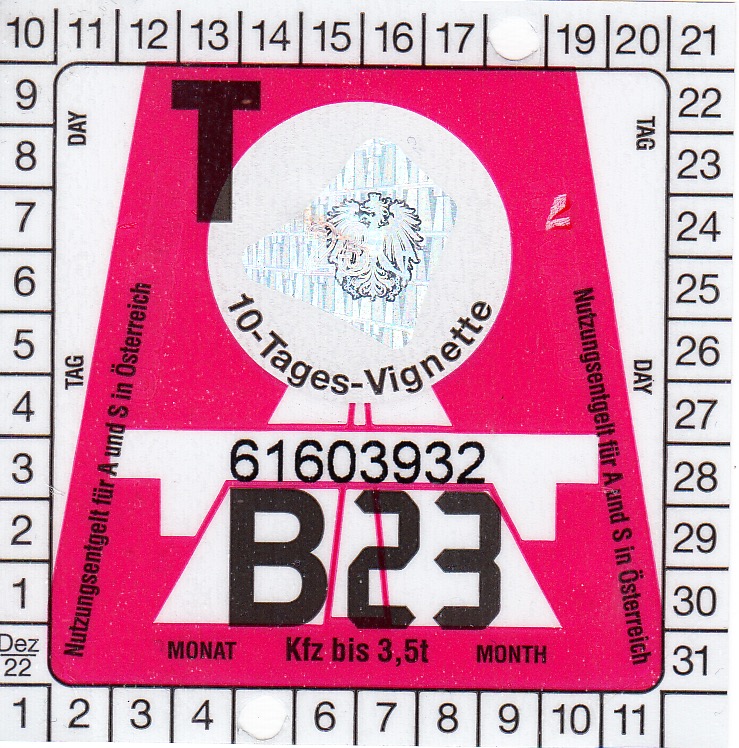 10 11 12 13 14 15 16 17 19 20 21
9 22
8 23
7 24
6 25
5 26
4 27
3 28
2 29
1 30
Dez 22 31
1 2 3 4 6 7 8 9 10 11
DAY
TAG
T
10-Tages-Vignette
TAG
DAY
Nutzungsentgelt für A und S in Österreich
Nutzungsentgelt für A und S in Österreich
61603932
B23
MONAT Kfz bis 3,5t MONTH